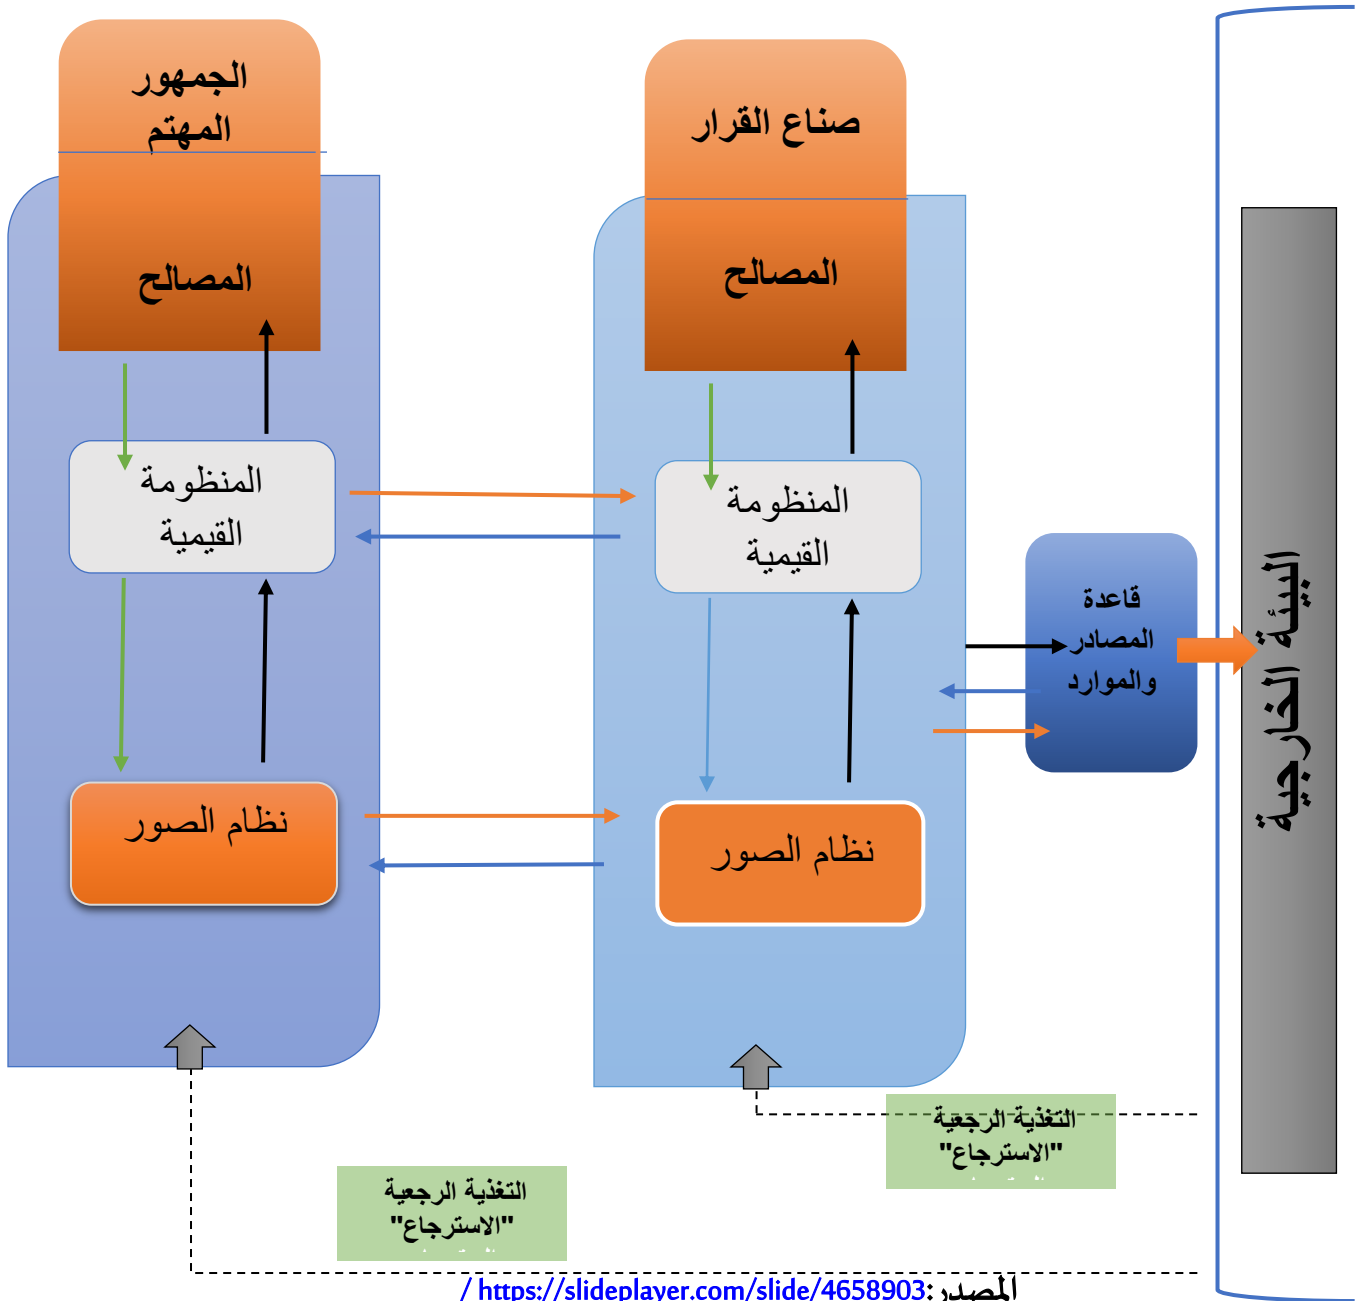 صناع القرار
المصالح
المنظومة
القيمية
نظام الصور
الجمهور
المهتم
المصالح
المنظومة
القيمية
نظام الصور
قاعدة
المصادر
والموارد
البيئة الخارجية
التغذية الرجعية
"الاسترجاع"
التغذية الرجعية
"الاسترجاع"
المصدر:https://slideplayer.com/slide/4658903 /